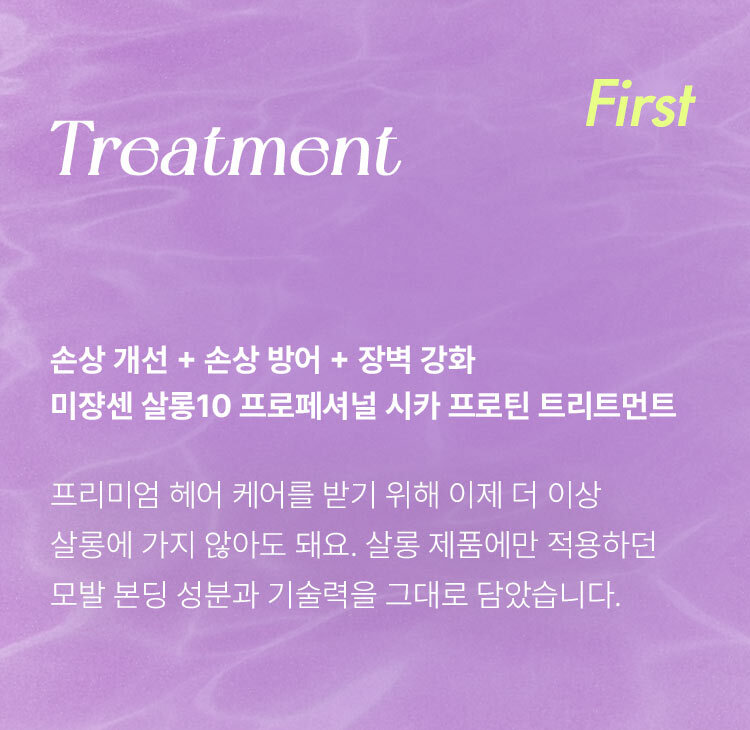 First
Treatment
손상 개선 + 손상 방어 + 장벽 강화
미쟝센 살롱10 프로페셔널 시카 프로틴 트리트먼트
프리미엄 헤어 케어를 받기 위해 이제 더 이상
살롱에 가지 않아도 돼요. 살롱 제품에만 적용하던
모발 본딩 성분과 기술력을 그대로 담았습니다.